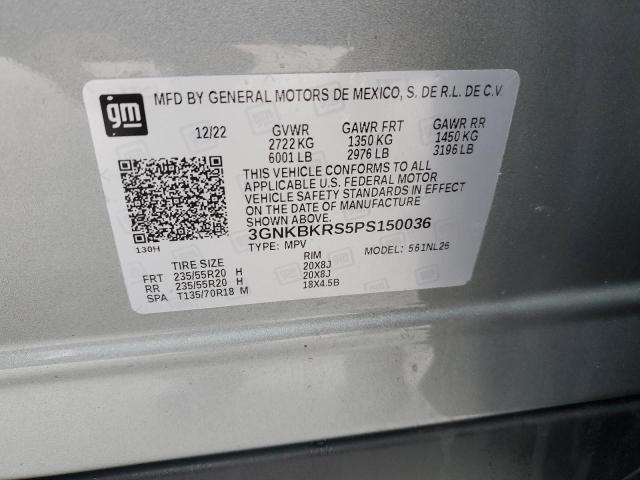 gm
MFD BY GENERAL MOTORS DE MEXICO, S. DE R.L. DE C.V.
12/22 GVWR GAWR FRT GAWR RR
2722 KG 1350 KG 1450 KG
6001 LB 2976 LB 3196 LB
THIS VEHICLE CONFORMS TO ALL
APPLICABLE U.S. FEDERAL MOTOR
VEHICLE SAFETY STANDARDS IN EFFECT
ON THE DATE OF MANUFACTURE
SHOWN ABOVE.
3GNKBKRS5PS150036
TYPE: MPV MODEL: 561NL26
130H
TIRE SIZE RIM
FRT 235/55R20 H 20X8J
RR 235/55R20 H 20X8J
SPA T135/70R18 M 18X4.5B